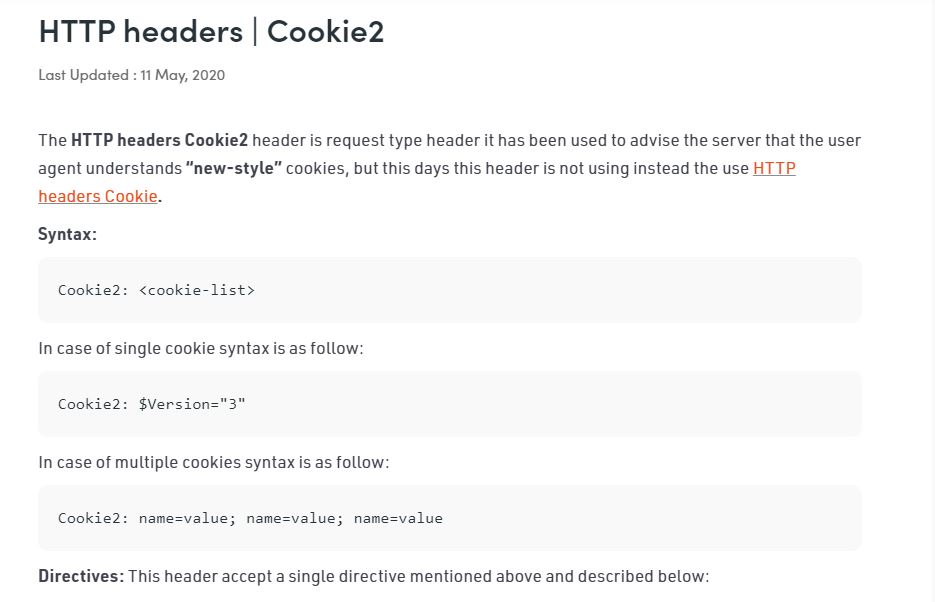 HTTP headers | Cookie2
Last Updated : 11 May, 2020
The HTTP headers Cookie2 header is request type header it has been used to advise the server that the user
agent understands “new-style” cookies, but this days this header is not using instead the use HTTP
headers Cookie.
Syntax:
Cookie2: <cookie-list>
In case of single cookie syntax is as follow:
Cookie2: $Version="3"
In case of multiple cookies syntax is as follow:
Cookie2: name=value; name=value; name=value
Directives: This header accept a single directive mentioned above and described below: